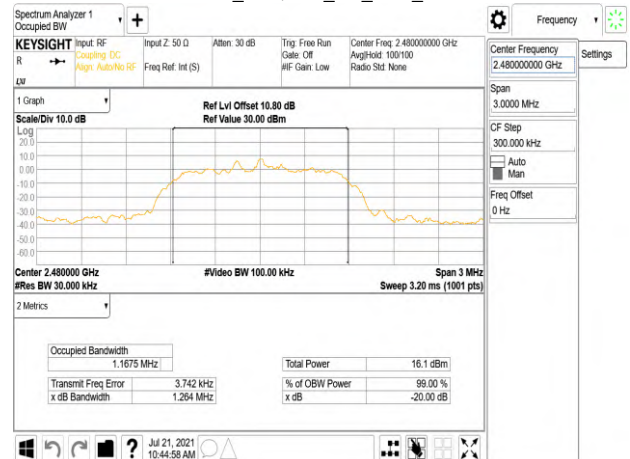 Spectrum Analyzer 1
Occupied BW
+
Frequency
KEYSIGHT
R
Input: RF
Coupling: DC
Align: Auto/No RF
Input Z: 50 Ω
Freq Ref: Int (S)
Atten: 30 dB
Trig: Free Run
Gate: Off
#IF Gain: Low
Center Freq: 2.480000000 GHz
Avg|Hold: 100/100
Radio Std: None
Center Frequency
2.480000000 GHz
Settings
Span
3.0000 MHz
CF Step
300.000 kHz
Auto
Man
Freq Offset
0 Hz
1 Graph
Scale/Div 10.0 dB
Ref Lvl Offset 10.80 dB
Ref Value 30.00 dBm
Log
20.0
10.0
0.00
-10.0
-20.0
-30.0
-40.0
-50.0
-60.0
Center 2.480000 GHz
#Video BW 100.00 kHz
Span 3 MHz
#Res BW 30.000 kHz
Sweep 3.20 ms (1001 pts)
2 Metrics
Occupied Bandwidth
1.1675 MHz
Total Power 16.1 dBm
Transmit Freq Error 3.742 kHz
% of OBW Power 99.00 %
x dB Bandwidth 1.264 MHz
x dB -20.00 dB
?
Jul 21, 2021
10:44:58 AM